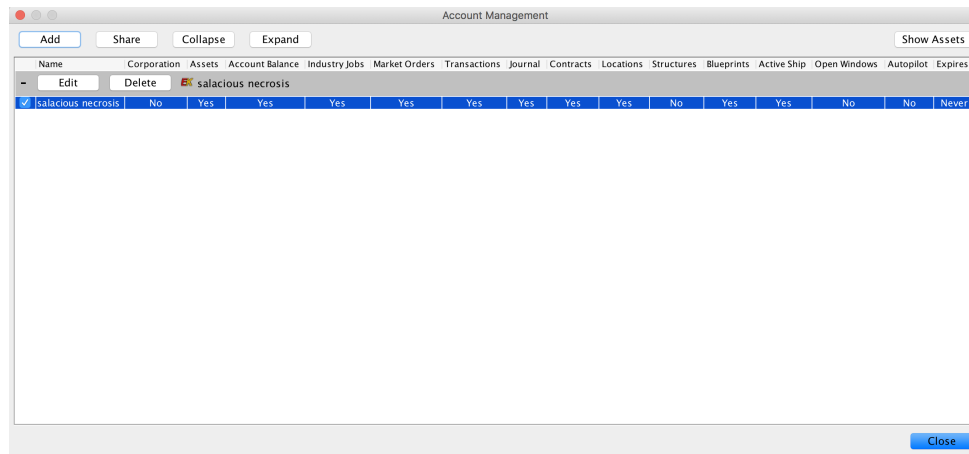 Account Management
Add Share Collapse Expand Show Assets
Name Corporation Assets Account Balance Industry Jobs Market Orders Transactions Journal Contracts Locations Structures Blueprints Active Ship Open Windows Autopilot Expires
- Edit Delete salacious necrosis
salacious necrosis No Yes Yes Yes Yes Yes Yes Yes Yes No Yes Yes No No Never
Close